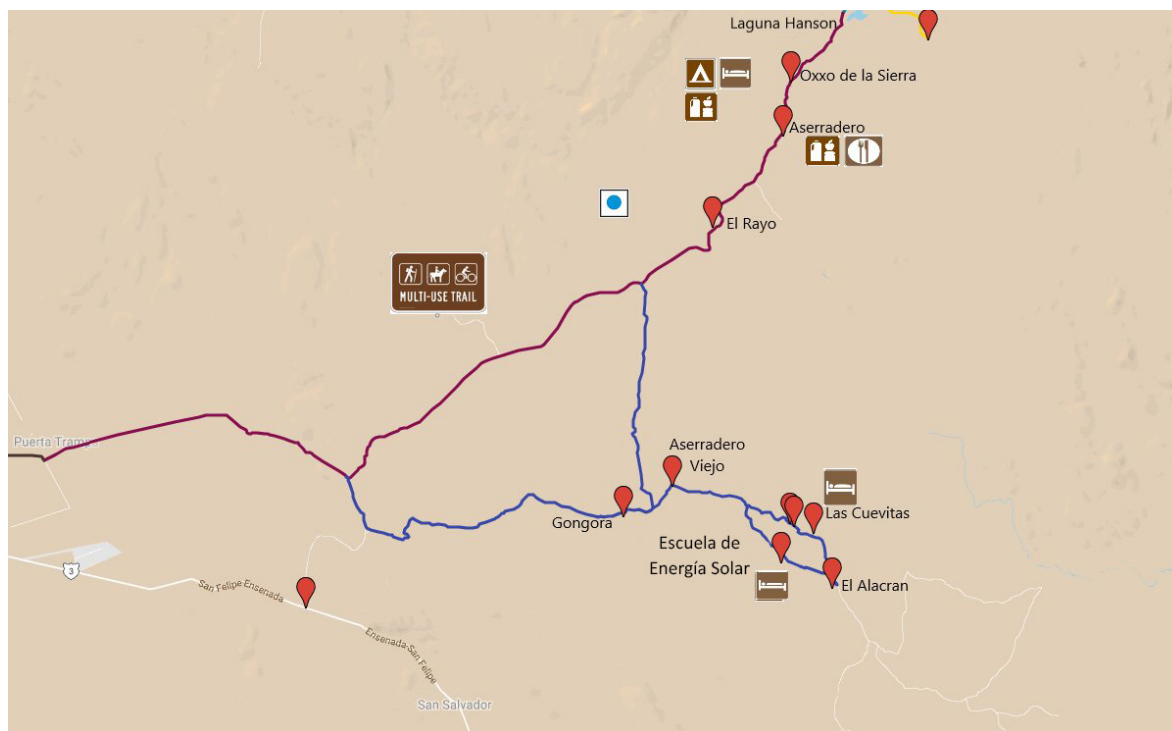 Laguna Hanson
Oxxo de la Sierra
Aserradero
El Rayo
MULTI-USE TRAIL
Puerta Trampa
Aserradero
Viejo
Las Cuevitas
Gongora
Escuela de
Energía Solar
El Alacran
3
San Felipe Ensenada
Ensenada-San Felipe
San Salvador